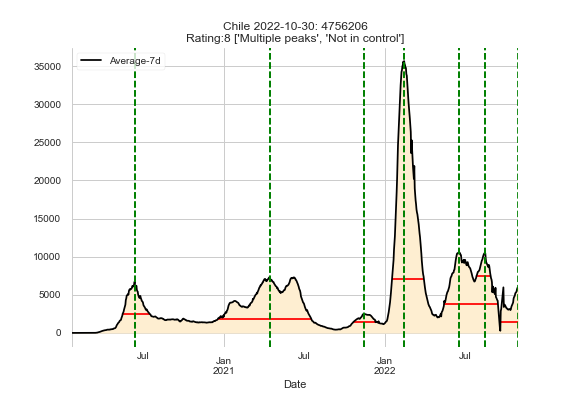 Chile 2022-10-30: 4756206
Rating:8 ['Multiple peaks', 'Not in control']
Average-7d
35000
30000
25000
20000
15000
10000
5000
0
Jul
Jan
2021
Jul
Jan
2022
Jul
Date